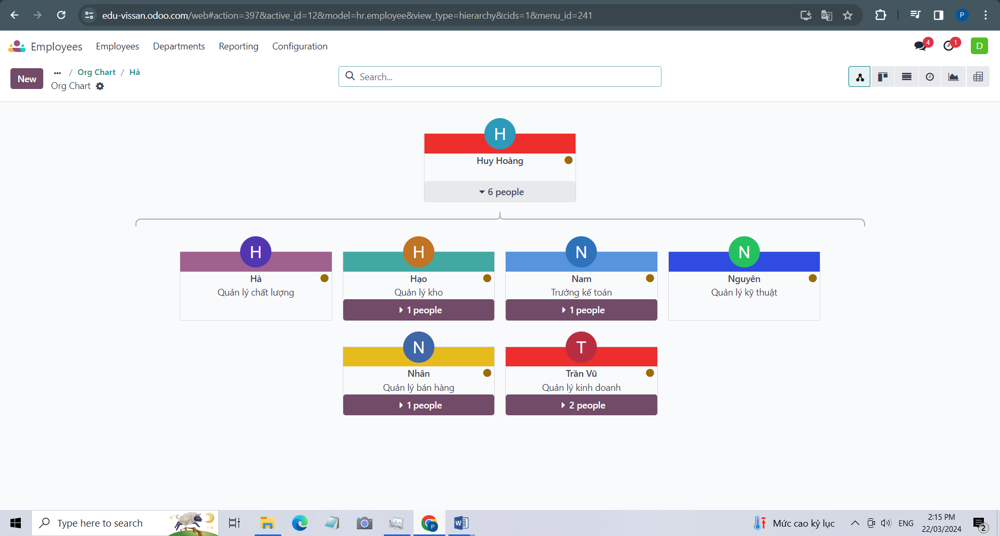 edu-vissan.odoo.com/web#action=397&active_id=12&model=hr.employee&view_type=hierarchy&cids=1&menu_id=241
P
Employees Employees Departments Reporting Configuration
4 1 D
New ... / Org Chart / Hà
Org Chart
Search...
H
Huy Hoàng
6 people
H H N N
Hà Hạo Nam Nguyên
Quản lý chất lượng Quản lý kho Trưởng kế toán Quản lý kỹ thuật
1 people 1 people
N T
Nhân Trần Vũ
Quản lý bán hàng Quản lý kinh doanh
1 people 2 people
Type here to search
P
W
Mức cao kỷ lục
ENG
2:15 PM
22/03/2024
2